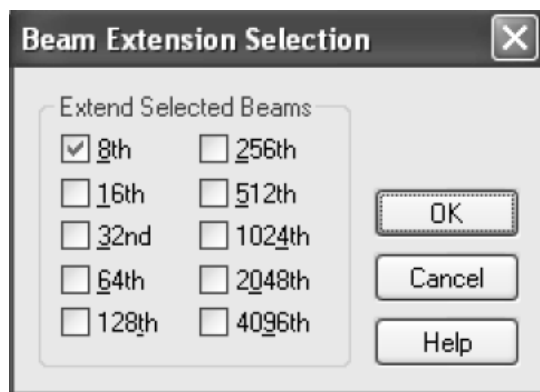 Beam Extension Selection
Extend Selected Beams
8th
16th
32nd
64th
128th
256th
512th
1024th
2048th
4096th
OK
Cancel
Help